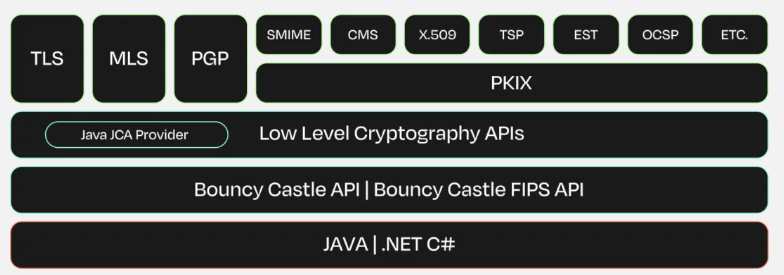 TLS
MLS
PGP
SMIME
CMS
X.509
TSP
EST
OCSP
ETC.
PKIX
Java JCA Provider
Low Level Cryptography APIs
Bouncy Castle API | Bouncy Castle FIPS API
JAVA | .NET C#